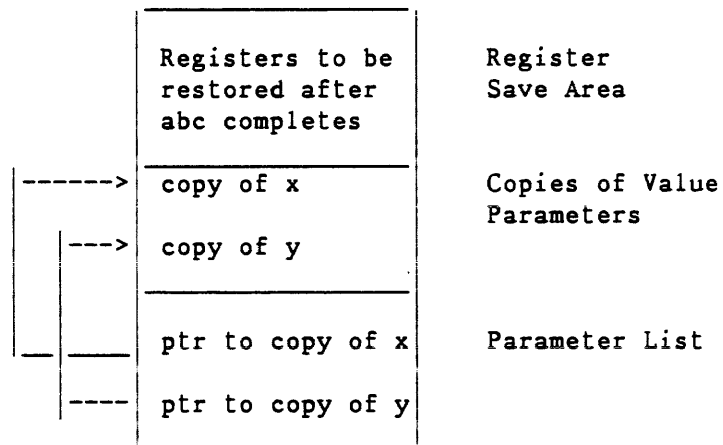 Registers to be Register
restored after Save Area
abc completes
copy of x Copies of Value
Parameters
copy of y
ptr to copy of x Parameter List
ptr to copy of y